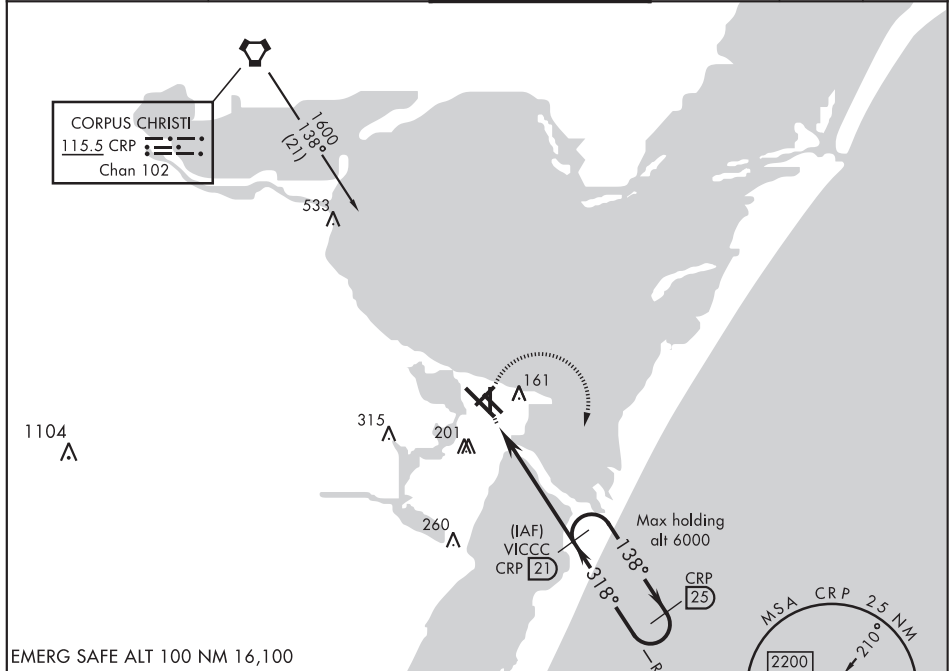 CORPUS CHRISTI
115.5 CRP
Chan 102
1600
138°
(21)
533
161
315
201
1104
260
(IAF)
VICCC
CRP 21
Max holding
alt 6000
138°
318°
CRP
25
MSA CRP 25 NM
210°
2200
R
EMERG SAFE ALT 100 NM 16,100